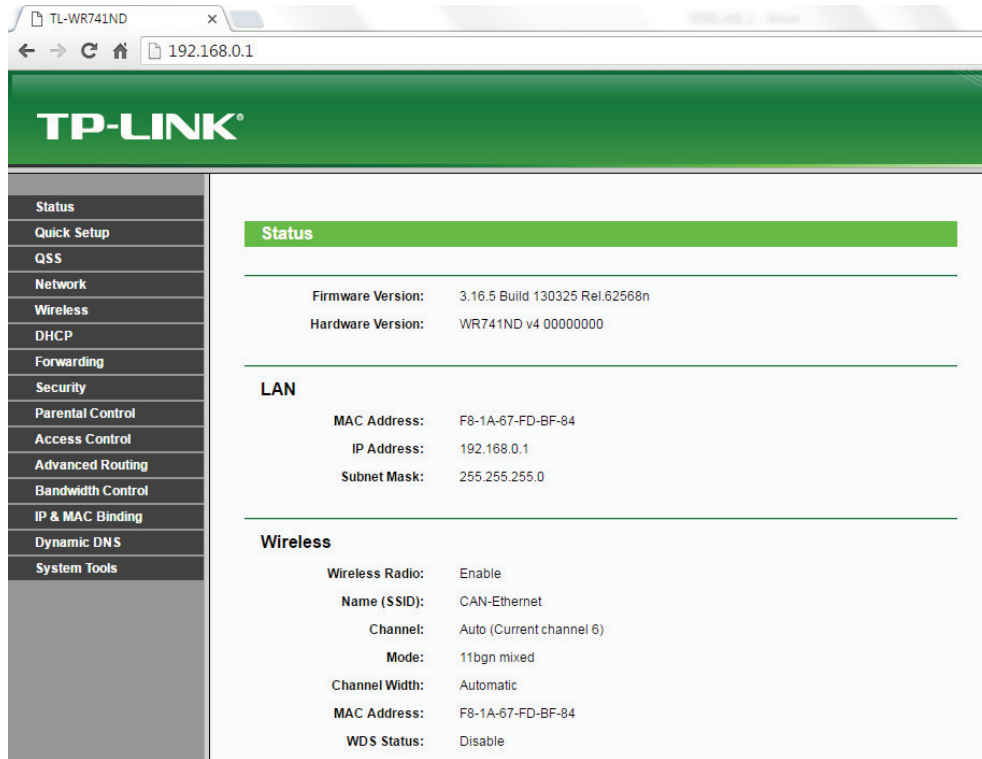 TL-WR741ND
192.168.0.1
TP-LINK®
Status
Quick Setup
QSS
Network
Wireless
DHCP
Forwarding
Security
Parental Control
Access Control
Advanced Routing
Bandwidth Control
IP & MAC Binding
Dynamic DNS
System Tools
Status
Firmware Version: 3.16.5 Build 130325 Rel.62568n
Hardware Version: WR741ND v4 00000000
LAN
MAC Address: F8-1A-67-FD-BF-84
IP Address: 192.168.0.1
Subnet Mask: 255.255.255.0
Wireless
Wireless Radio: Enable
Name (SSID): CAN-Ethernet
Channel: Auto (Current channel 6)
Mode: 11bgn mixed
Channel Width: Automatic
MAC Address: F8-1A-67-FD-BF-84
WDS Status: Disable